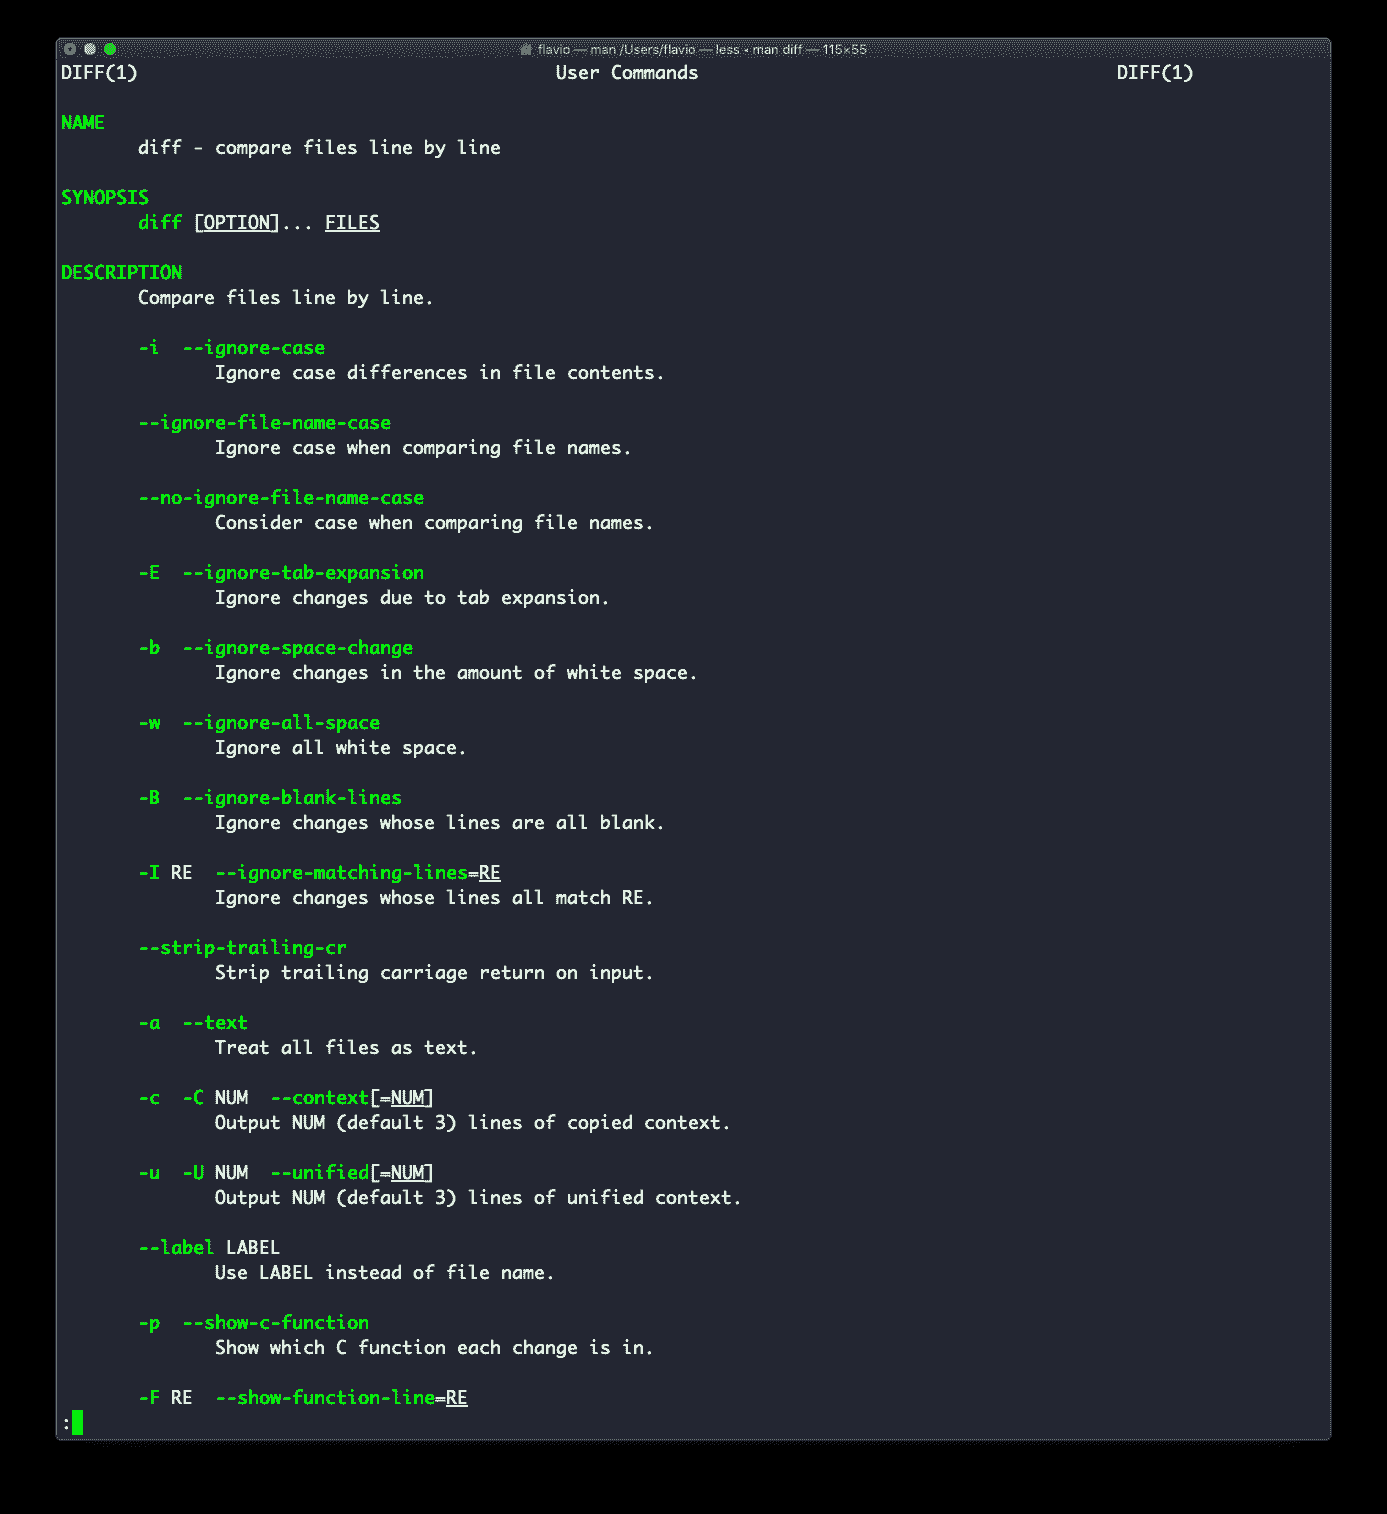 flavio — man /Users/flavio — less ◂ man diff — 115×55
DIFF(1) User Commands DIFF(1)
NAME
diff - compare files line by line
SYNOPSIS
diff [OPTION]... FILES
DESCRIPTION
Compare files line by line.
-i --ignore-case
Ignore case differences in file contents.
--ignore-file-name-case
Ignore case when comparing file names.
--no-ignore-file-name-case
Consider case when comparing file names.
-E --ignore-tab-expansion
Ignore changes due to tab expansion.
-b --ignore-space-change
Ignore changes in the amount of white space.
-w --ignore-all-space
Ignore all white space.
-B --ignore-blank-lines
Ignore changes whose lines are all blank.
-I RE --ignore-matching-lines=RE
Ignore changes whose lines all match RE.
--strip-trailing-cr
Strip trailing carriage return on input.
-a --text
Treat all files as text.
-c -C NUM --context[=NUM]
Output NUM (default 3) lines of copied context.
-u -U NUM --unified[=NUM]
Output NUM (default 3) lines of unified context.
--label LABEL
Use LABEL instead of file name.
-p --show-c-function
Show which C function each change is in.
-F RE --show-function-line=RE
: